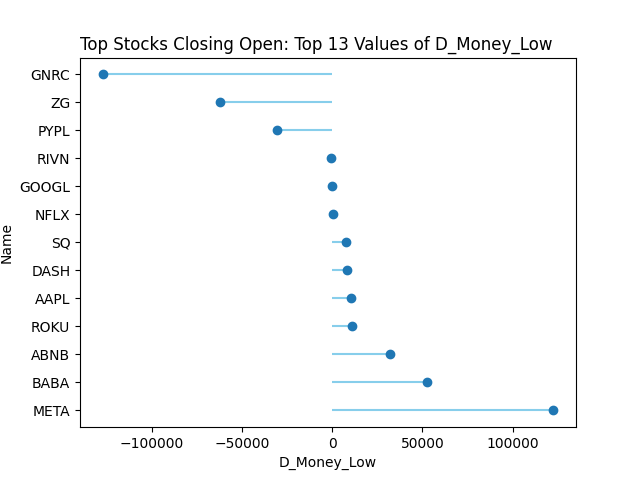 Top Stocks Closing Open: Top 13 Values of D_Money_Low
GNRC
ZG
PYPL
RIVN
GOOGL
NFLX
SQ
DASH
AAPL
ROKU
ABNB
BABA
META
Name
−100000
−50000
0
50000
100000
D_Money_Low